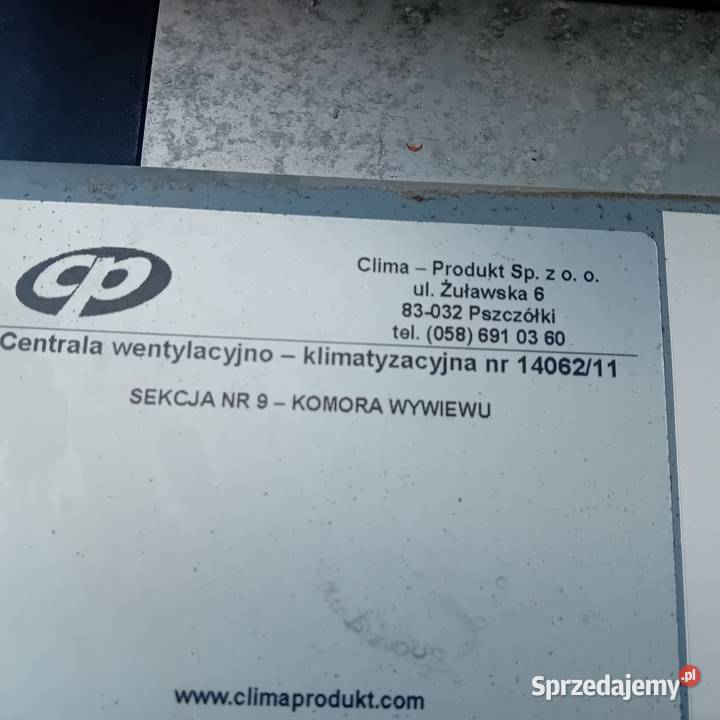 cp
Clima – Produkt Sp. z o. o.
ul. Żuławska 6
83-032 Pszczółki
tel. (058) 691 03 60
Centrala wentylacyjno – klimatyzacyjna nr 14062/11
SEKCJA NR 9 – KOMORA WYWIEWU
www.climaprodukt.com
Sprzedajemy.pl